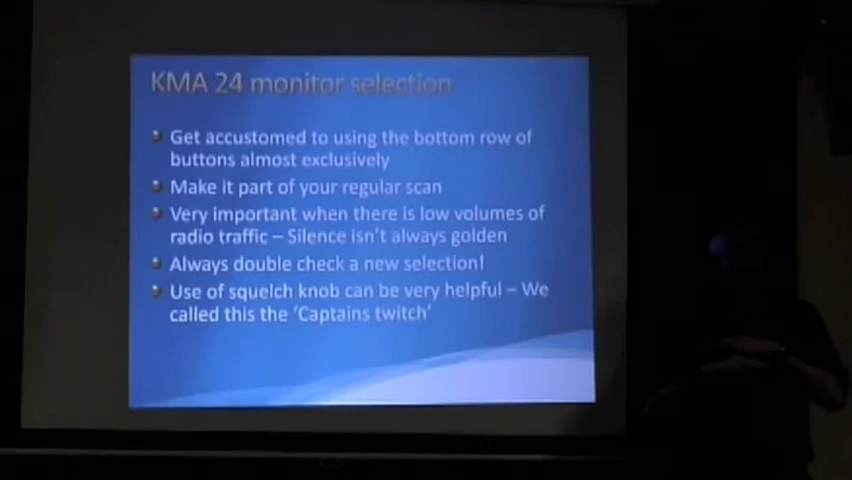 KMA 24 monitor selection
Get accustomed to using the bottom row of
buttons almost exclusively
Make it part of your regular scan
Very important when there is low volumes of
radio traffic – Silence isn't always golden
Always double check a new selection!
Use of squelch knob can be very helpful – We
called this the 'Captains twitch'